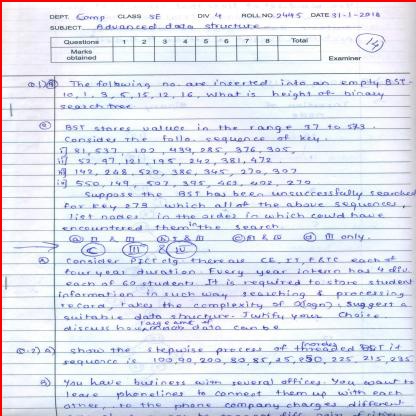 DEPT. Comp CLASS SE DIV 4 ROLL NO. 2445 DATE 31-1-2018
SUBJECT Advanced data structure
Questions 1 2 3 4 5 6 7 8 Total
Marks obtained
Examiner
14
Q1) The following no. are inserted into an empty BST
10, 1, 3, 5, 15, 12, 16, what is height of binary
search tree
BST stores values in the range 37 to 573.
Consider the follo. sequence of key.
i) 81, 537, 102, 439, 285, 376, 305,
ii) 52, 97, 121, 195, 242, 381, 472
iii) 142, 248, 520, 386, 345, 270, 307
iv) 550, 149, 507, 395, 463, 402, 270
Suppose the BST has been unsuccessfully searched
for key 273. which all of the above sequences,
list nodes in the order in which could have
encountered them in the search.
a) II & III b) I & III c) III & IV d) III only.
c III & IV
Consider PICT clg there are CE, IT, E&TC each of
four year duration. Every year intern has 4 div.
each of 60 students. It is required to store student
information in such way searching & processing
record, takes the complexity of O(logn). Suggest a
suitable data structure. Justify your choice.
discuss how large amt of data can be
Q-2) A) show the stepwise process of threaded BST if
nodes
sequence is 100, 90, 200, 80, 85, 250, 225, 215, 235
B) You have business with several offices. You want to
lease phonelines to connect them up with each
other, to the phone company charges different